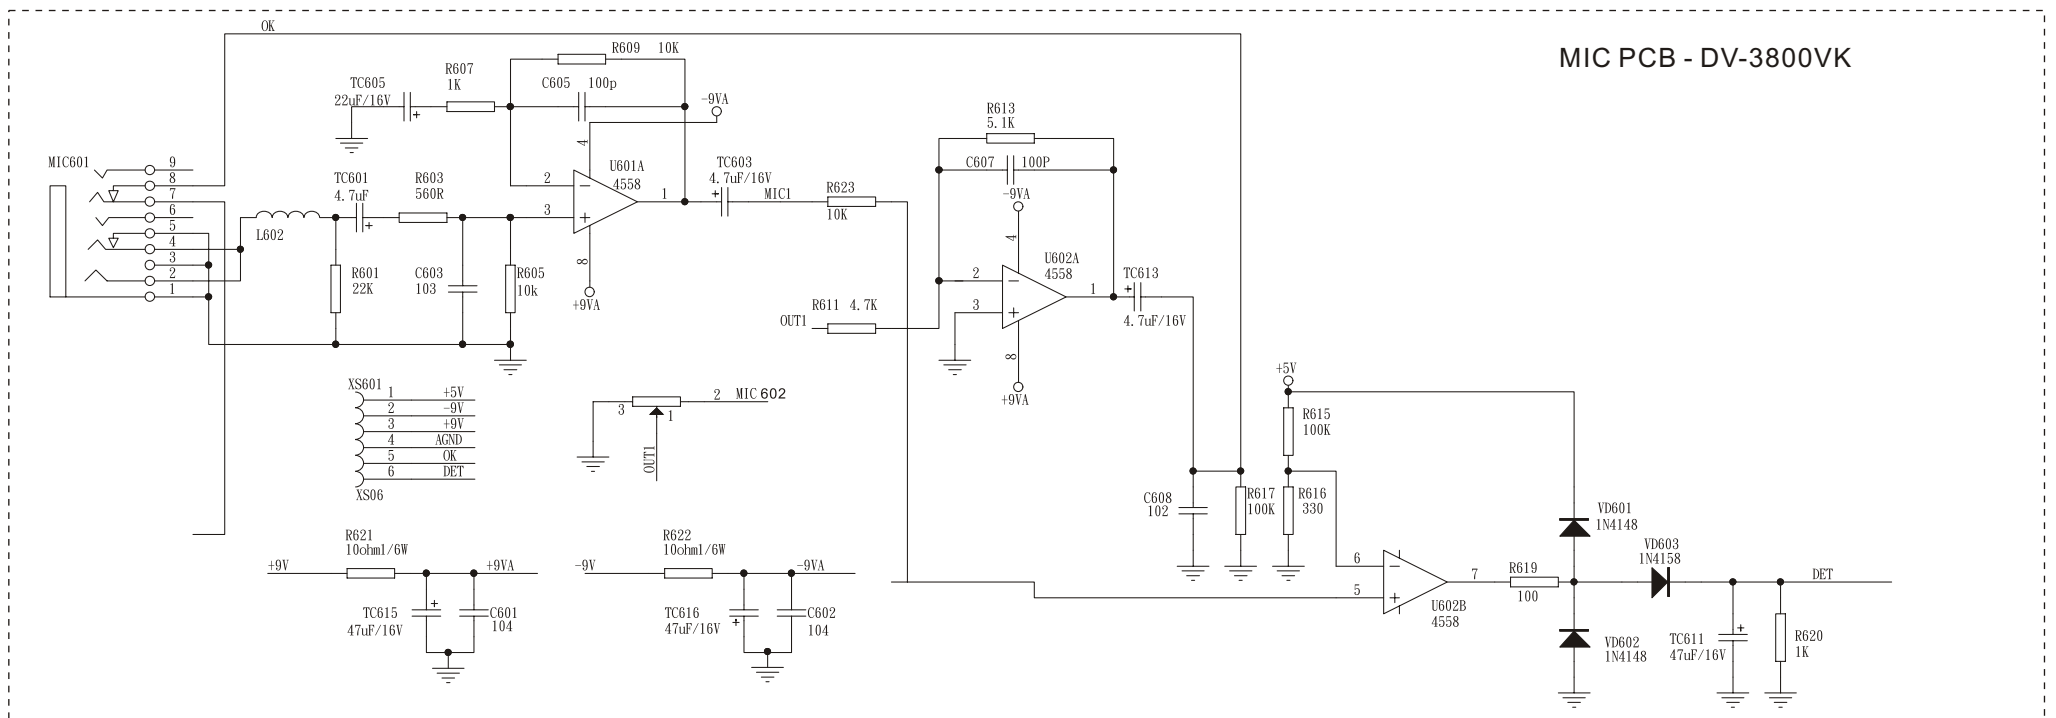 OK
MIC PCB - DV-3800VK
R609 10K
R607
1K
TC605
22uF/16V
C605 100p
-9VA
4
R613
5.1K
MIC601
9
8
7
6
5
4
3
2
1
TC601
4.7uF
R603
560R
U601A
4558
2
3
1
8
+9VA
TC603
4.7uF/16V
MIC1
R623
10K
C607 100P
-9VA
4
L602
R601
22K
C603
103
R605
10k
U602A
4558
2
3
1
8
+9VA
TC613
4.7uF/16V
R611 4.7K
OUT1
XS601
1 +5V
2 -9V
3 +9V
4 AGND
5 OK
6 DET
XS06
3
2
1
MIC 602
OUT1
+5V
R615
100K
C608
102
R617
100K
R616
330
VD601
1N4148
R621
10ohm1/6W
+9V
+9VA
TC615
47uF/16V
C601
104
R622
10ohm1/6W
-9V
-9VA
TC616
47uF/16V
C602
104
6
5
7
U602B
4558
R619
100
VD603
1N4158
DET
VD602
1N4148
TC611
47uF/16V
R620
1K